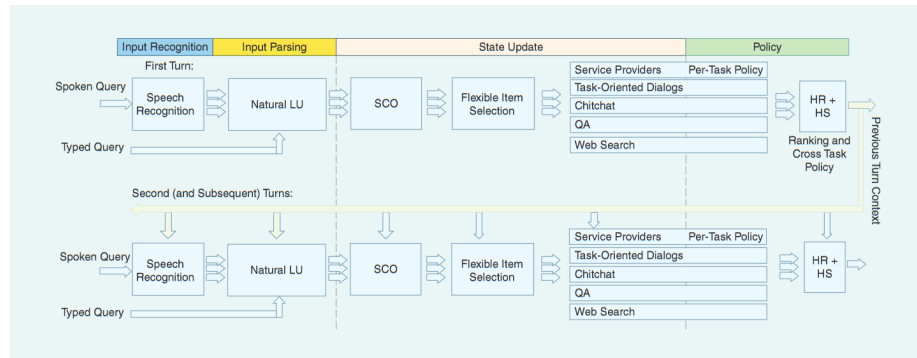 Input Recognition
Input Parsing
State Update
Policy
First Turn:
Spoken Query
Speech
Recognition
Natural LU
SCO
Flexible Item
Selection
Service Providers
Per-Task Policy
Task-Oriented Dialogs
Chitchat
QA
Web Search
HR +
HS
Ranking and
Cross Task
Policy
Typed Query
Previous Turn Context
Second (and Subsequent) Turns:
Spoken Query
Speech
Recognition
Natural LU
SCO
Flexible Item
Selection
Service Providers
Per-Task Policy
Task-Oriented Dialogs
Chitchat
QA
Web Search
HR +
HS
Typed Query